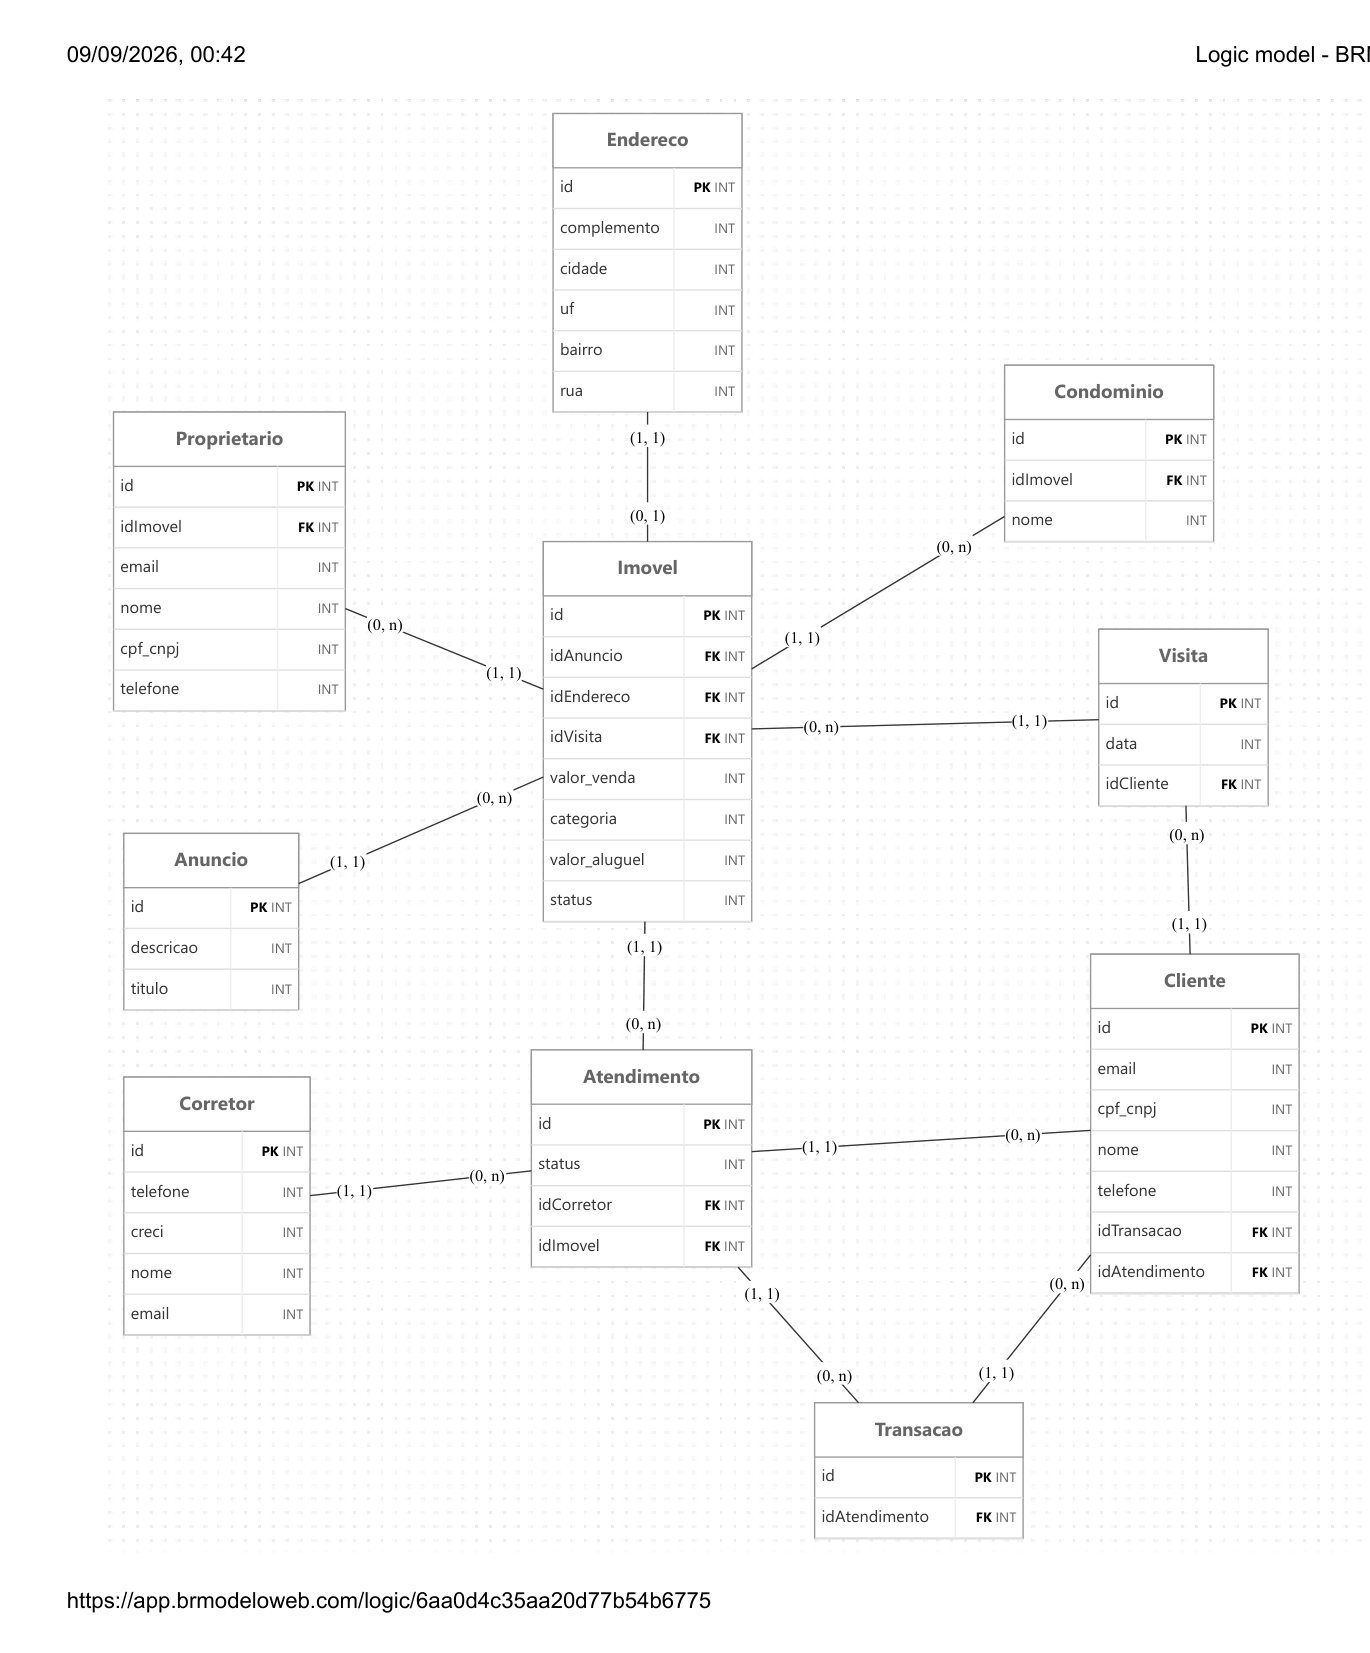 09/09/2026, 00:42
Logic model - BRM
Endereco
id PK INT
complemento INT
cidade INT
uf INT
bairro INT
rua INT
(1, 1)
(0, 1)
Condominio
id PK INT
idImovel FK INT
nome INT
(0, n)
(1, 1)
Proprietario
id PK INT
idImovel FK INT
email INT
nome INT
cpf_cnpj INT
telefone INT
(0, n)
(1, 1)
Imovel
id PK INT
idAnuncio FK INT
idEndereco FK INT
idVisita FK INT
valor_venda INT
categoria INT
valor_aluguel INT
status INT
(0, n)
(1, 1)
Visita
id PK INT
data INT
idCliente FK INT
(0, n)
(1, 1)
(0, n)
(1, 1)
Anuncio
id PK INT
descricao INT
titulo INT
(1, 1)
(0, n)
Cliente
id PK INT
email INT
cpf_cnpj INT
nome INT
telefone INT
idTransacao FK INT
idAtendimento FK INT
Atendimento
id PK INT
status INT
idCorretor FK INT
idImovel FK INT
(1, 1)
(0, n)
Corretor
id PK INT
telefone INT
creci INT
nome INT
email INT
(1, 1)
(0, n)
(1, 1)
(0, n)
(0, n)
(1, 1)
Transacao
id PK INT
idAtendimento FK INT
https://app.brmodeloweb.com/logic/6aa0d4c35aa20d77b54b6775